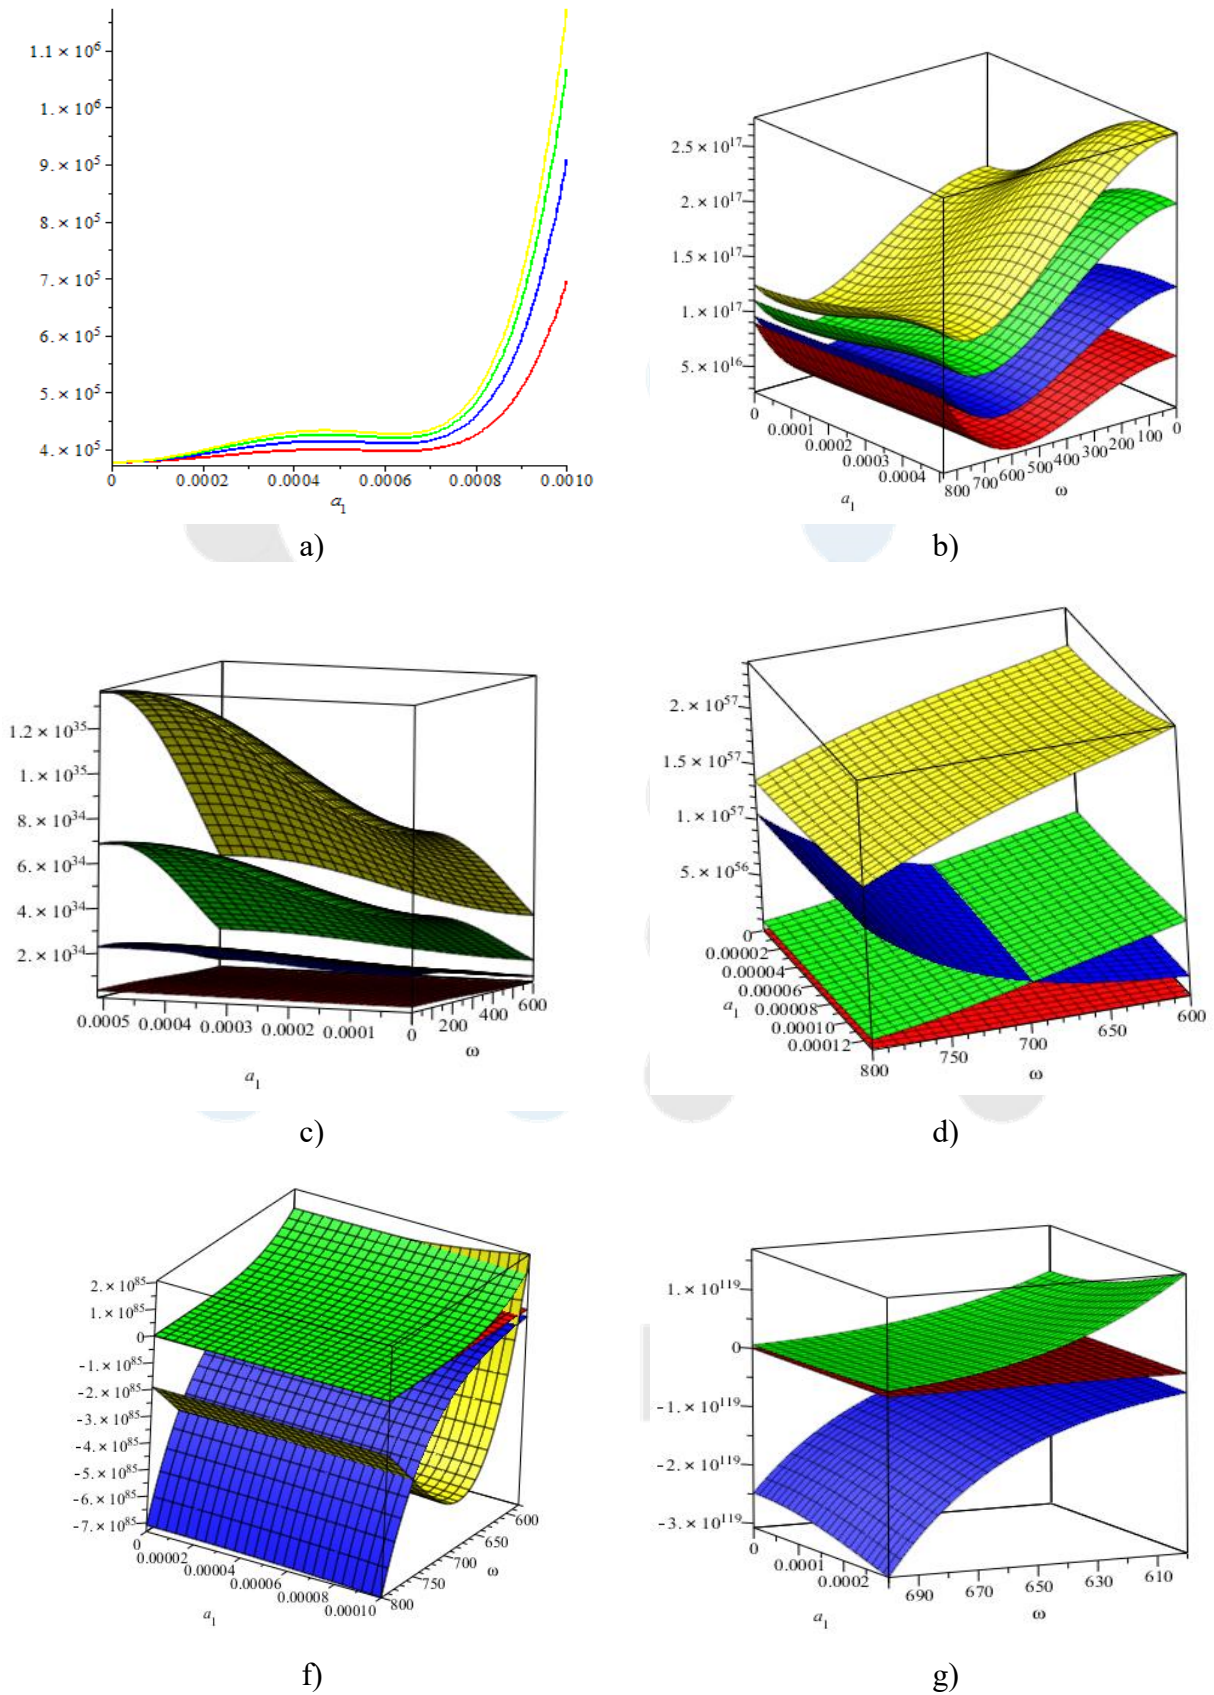 1.1 × 10⁶
1. × 10⁶
9. × 10⁵
8. × 10⁵
7. × 10⁵
6. × 10⁵
5. × 10⁵
4. × 10⁵
0 0.0002 0.0004 0.0006 0.0008 0.0010
a₁
a)
2.5 × 10¹⁷
2. × 10¹⁷
1.5 × 10¹⁷
1. × 10¹⁷
5. × 10¹⁶
0 0.0001 0.0002 0.0003 0.0004
a₁
800 700 600 500 400 300 200 100 0
ω
b)
1.2 × 10³⁵
1. × 10³⁵
8. × 10³⁴
6. × 10³⁴
4. × 10³⁴
2. × 10³⁴
0.0005 0.0004 0.0003 0.0002 0.0001 0
a₁
200 400 600
ω
c)
2. × 10⁵⁷
1.5 × 10⁵⁷
1. × 10⁵⁷
5. × 10⁵⁶
0
0.00002
0.00004
0.00006
0.00008
0.00010
0.00012
a₁
800 750 700 650 600
ω
d)
2. × 10⁸⁵
1. × 10⁸⁵
0
-1. × 10⁸⁵
-2. × 10⁸⁵
-3. × 10⁸⁵
-4. × 10⁸⁵
-5. × 10⁸⁵
-6. × 10⁸⁵
-7. × 10⁸⁵
0 0.00002 0.00004 0.00006 0.00008 0.00010
a₁
800 750 700 650 600
ω
f)
1. × 10¹¹⁹
0
-1. × 10¹¹⁹
-2. × 10¹¹⁹
-3. × 10¹¹⁹
0 0.0001 0.0002
a₁
690 670 650 630 610
ω
g)